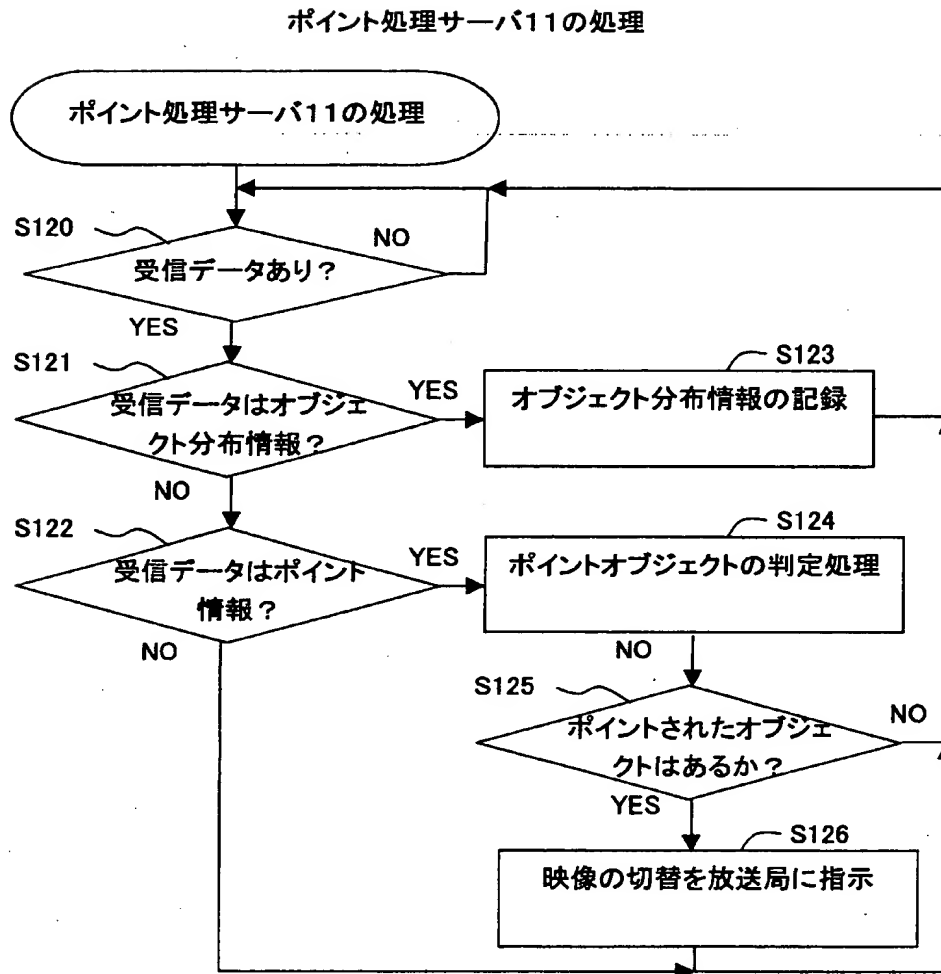 ポイント処理サーバ11の処理
ポイント処理サーバ11の処理
S120
NO
受信データあり?
YES
S121
YES
S123
受信データはオブジェ
クト分布情報?
オブジェクト分布情報の記録
NO
S122
YES
S124
受信データはポイント
情報?
ポイントオブジェクトの判定処理
NO
NO
S125
NO
ポイントされたオブジェ
クトはあるか?
YES
S126
映像の切替を放送局に指示